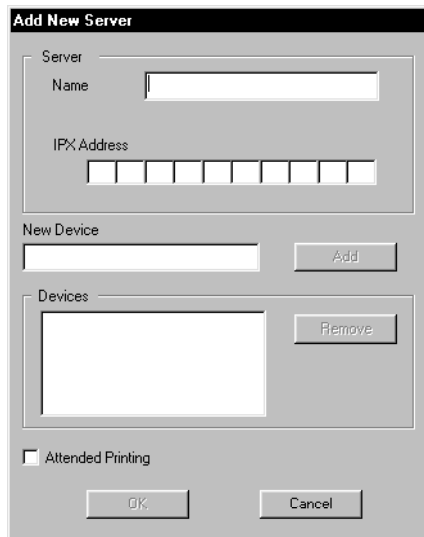 Add New Server
Server
Name
IPX Address
New Device
Add
Devices
Remove
Attended Printing
OK
Cancel